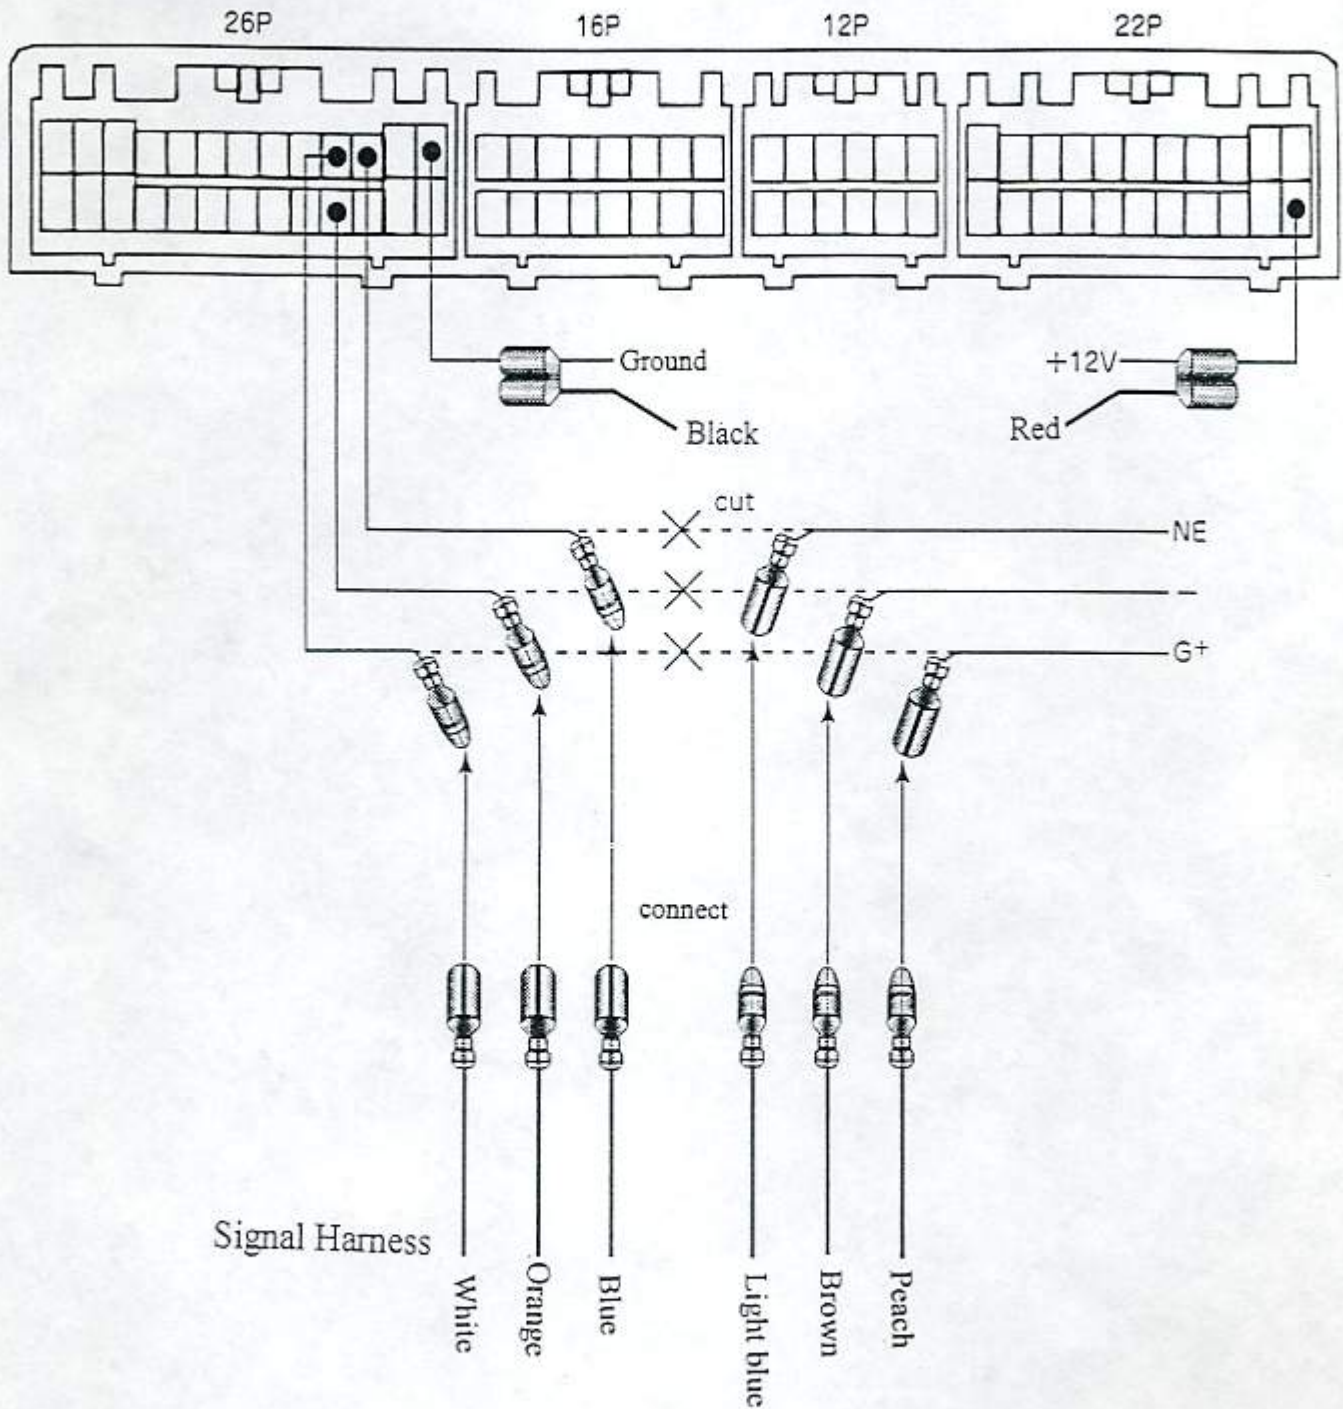 26P
16P
12P
22P
Ground
Black
+12V
Red
cut
NE
-
G+
connect
Signal Harness
White
Orange
Blue
Light blue
Brown
Peach